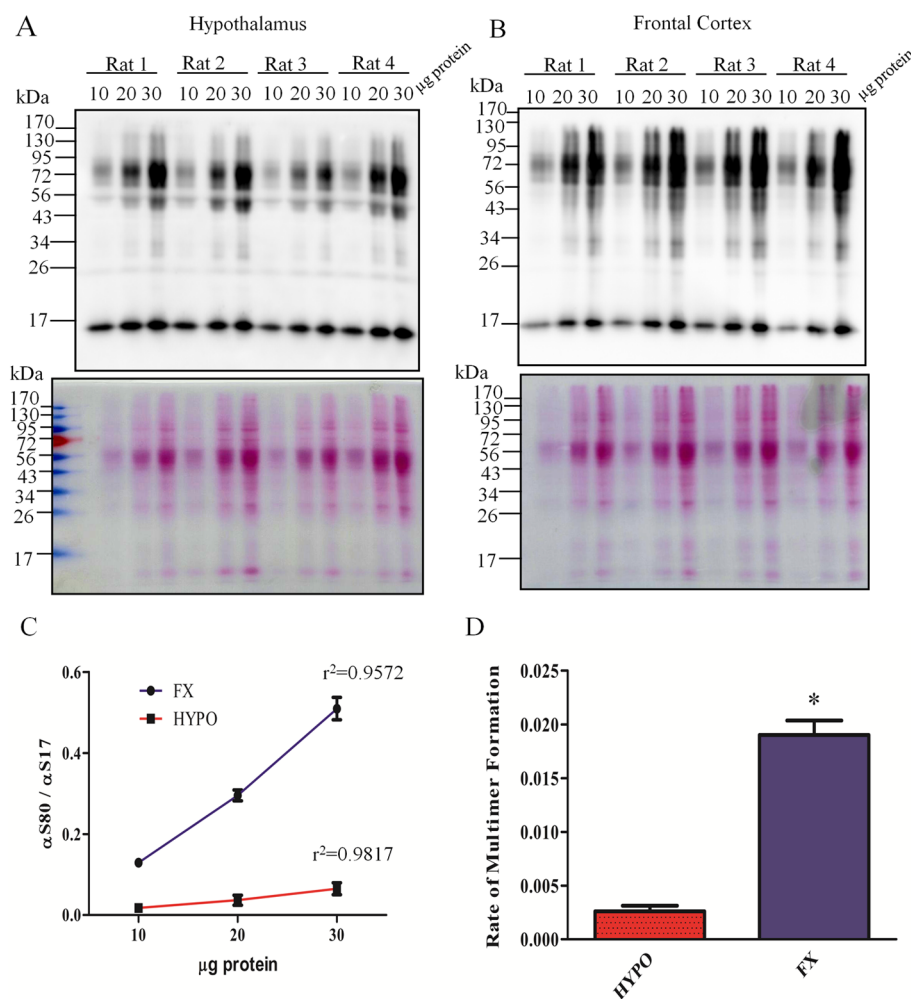 A
Hypothalamus
Rat 1 Rat 2 Rat 3 Rat 4
10 20 30 10 20 30 10 20 30 10 20 30 µg protein
kDa
170
130
95
72
56
43
34
26
17
kDa
170
130
95
72
56
43
34
26
17
B
Frontal Cortex
Rat 1 Rat 2 Rat 3 Rat 4
10 20 30 10 20 30 10 20 30 10 20 30 µg protein
kDa
170
130
95
72
56
43
34
26
17
kDa
170
130
95
72
56
43
34
26
17
C
αS80 / αS17
0.6
0.4
0.2
0.0
FX
HYPO
r²=0.9572
r²=0.9817
10 20 30
µg protein
D
Rate of Multimer Formation
0.025
0.020
0.015
0.010
0.005
0.000
*
HYPO
FX